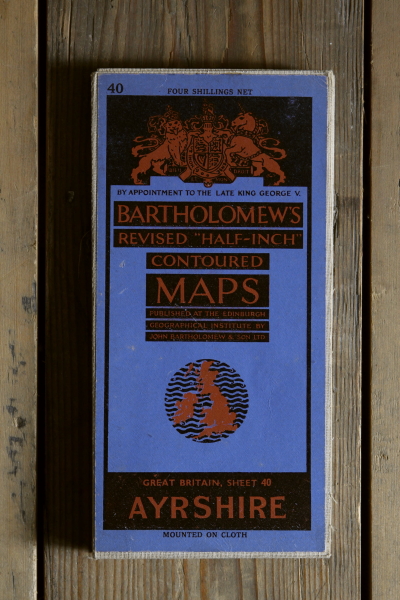 40
FOUR SHILLINGS NET
BY APPOINTMENT TO THE LATE KING GEORGE V.
BARTHOLOMEW'S
REVISED "HALF-INCH"
CONTOURED
MAPS
PUBLISHED AT THE EDINBURGH
GEOGRAPHICAL INSTITUTE BY
JOHN BARTHOLOMEW & SON LTD.
GREAT BRITAIN, SHEET 40
AYRSHIRE
MOUNTED ON CLOTH